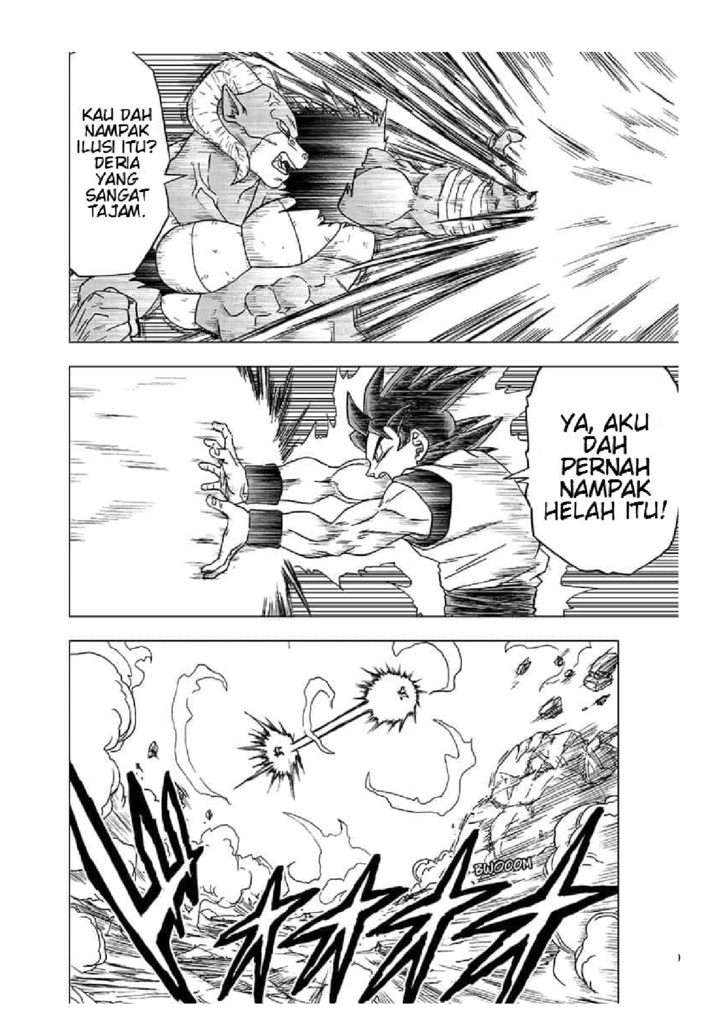 KAU DAH
NAMPAK
ILUSI ITU?
DERIA
YANG
SANGAT
TAJAM.
YA, AKU
DAH
PERNAH
NAMPAK
HELAH ITU!
BWOOOM